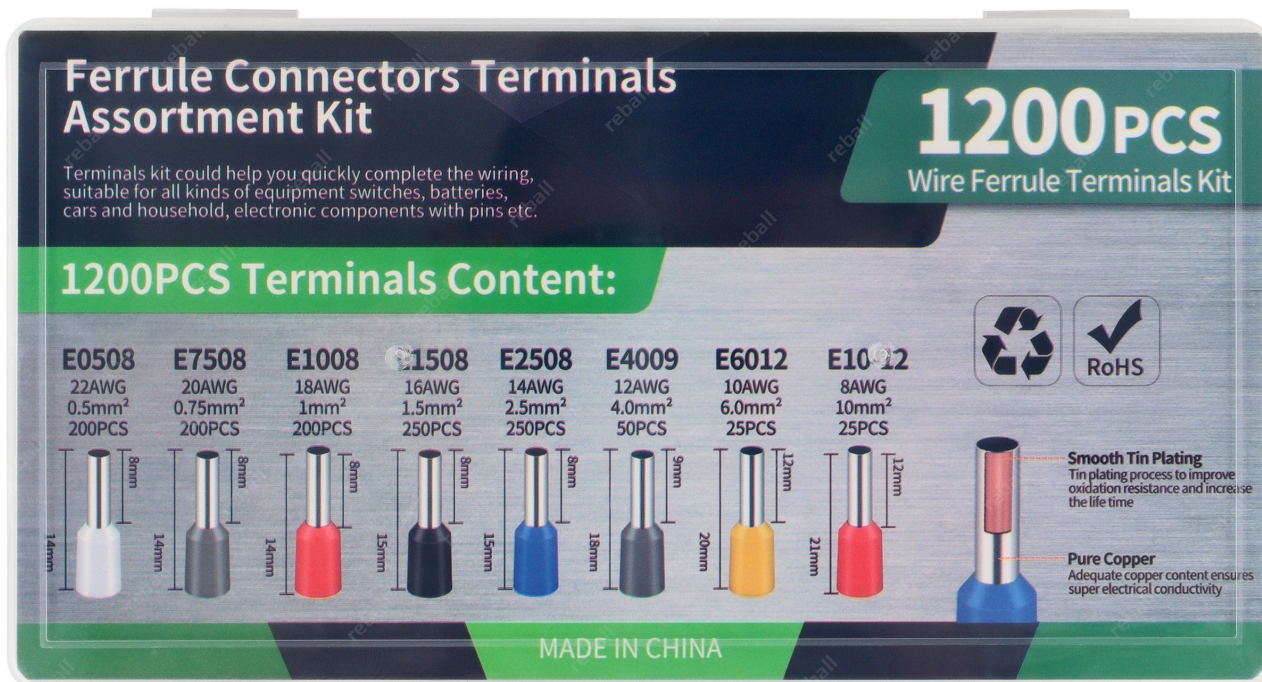 Ferrule Connectors Terminals
Assortment Kit
Terminals kit could help you quickly complete the wiring,
suitable for all kinds of equipment switches, batteries,
cars and household, electronic components with pins etc.
1200PCS
Wire Ferrule Terminals Kit
1200PCS Terminals Content:
E0508 E7508 E1008 1508 E2508 E4009 E6012 E10 12
22AWG 20AWG 18AWG 16AWG 14AWG 12AWG 10AWG 8AWG
0.5mm² 0.75mm² 1mm² 1.5mm² 2.5mm² 4.0mm² 6.0mm² 10mm²
200PCS 200PCS 200PCS 250PCS 250PCS 50PCS 25PCS 25PCS
8mm 8mm 8mm 8mm 8mm 9mm 12mm 12mm
14mm 14mm 14mm 15mm 15mm 18mm 20mm 21mm
RoHS
Smooth Tin Plating
Tin plating process to improve
oxidation resistance and increase
the life time
Pure Copper
Adequate copper content ensures
super electrical conductivity
MADE IN CHINA
reball